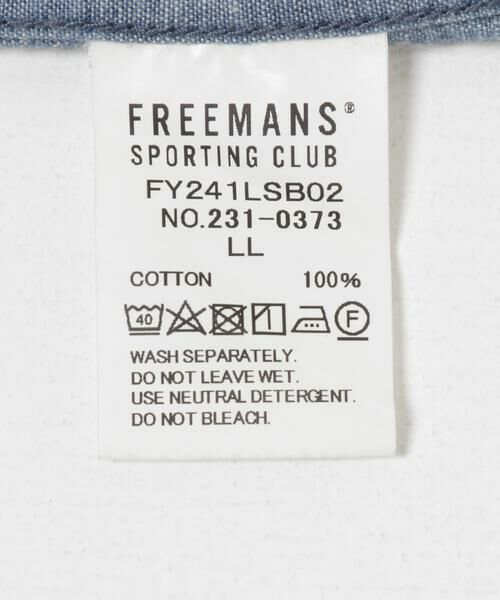 FREEMANS®
SPORTING CLUB
FY241LSB02
NO.231-0373
LL
COTTON 100%
40 F
WASH SEPARATELY.
DO NOT LEAVE WET.
USE NEUTRAL DETERGENT.
DO NOT BLEACH.